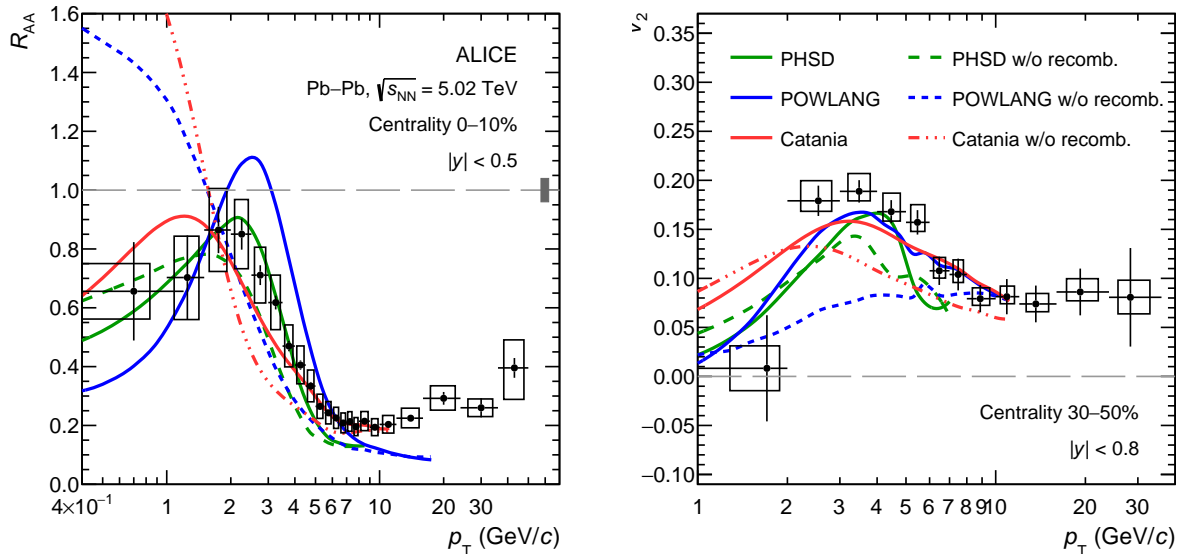 R_AA
1.6
1.4
1.2
1.0
0.8
0.6
0.4
0.2
0.0
ALICE
Pb–Pb, √s_NN = 5.02 TeV
Centrality 0–10%
|y| < 0.5
4×10⁻¹ 1 2 3 4 5 6 7 10 20 30
p_T (GeV/c)
0.35
0.30
0.25
0.20
0.15
0.10
0.05
0.00
−0.05
−0.10
PHSD PHSD w/o recomb.
POWLANG POWLANG w/o recomb.
Catania Catania w/o recomb.
Centrality 30–50%
|y| < 0.8
1 2 3 4 5 6 7 8 9 10 20 30
p_T (GeV/c)